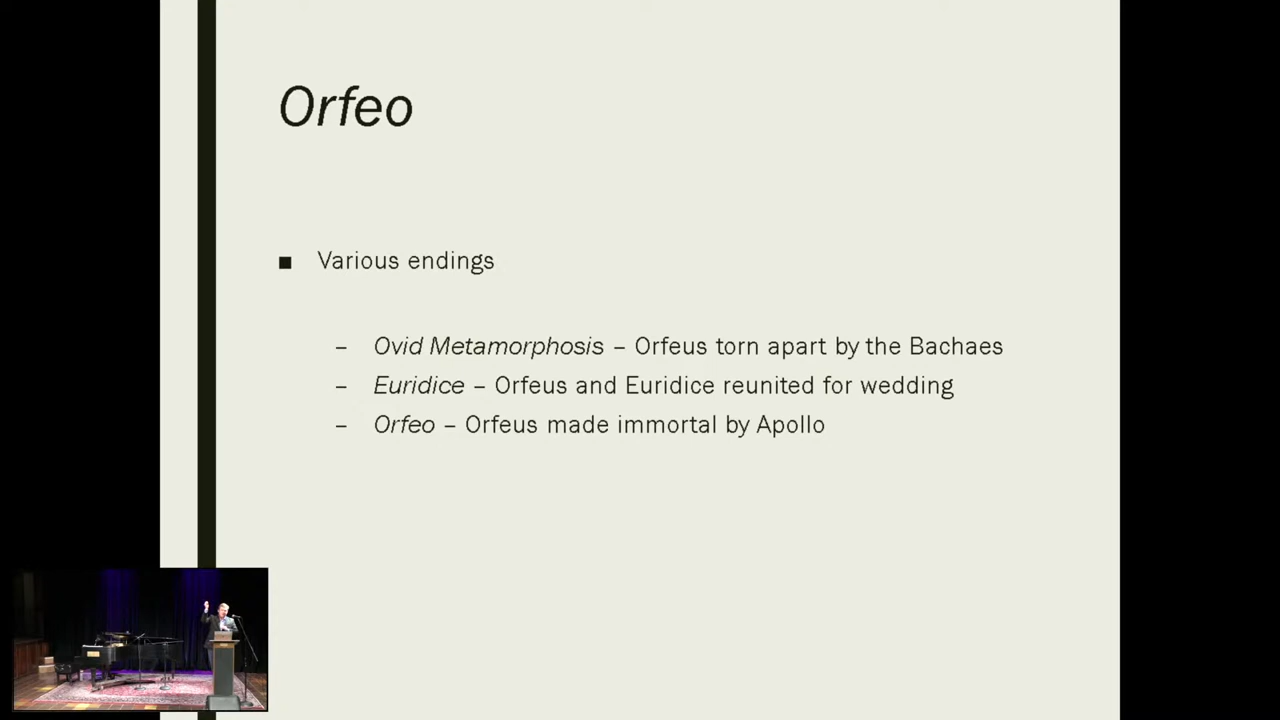 Orfeo
■ Various endings
– Ovid Metamorphosis – Orfeus torn apart by the Bachaes
– Euridice – Orfeus and Euridice reunited for wedding
– Orfeo – Orfeus made immortal by Apollo